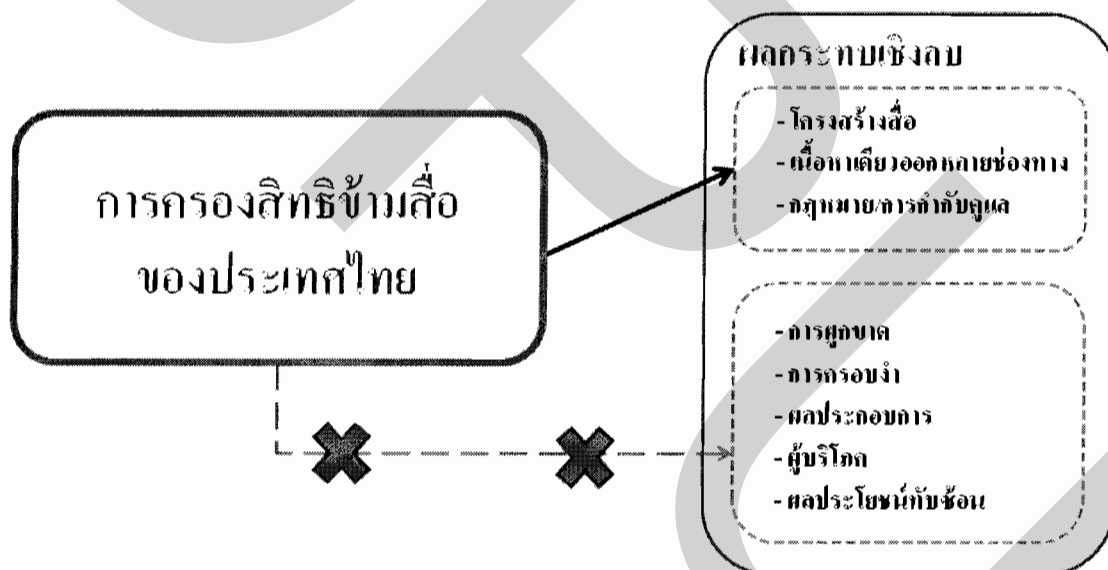 การครองสิทธิข้ามสื่อ
ของประเทศไทย
ผลกระทบเชิงลบ
- โครงสร้างสื่อ
- เนื้อหาเดียวออกหลายช่องทาง
- กฎหมาย/การกำกับดูแล
- การผูกขาด
- การครอบงำ
- ผลประกอบการ
- ผู้บริโภค
- ผลประโยชน์ทับซ้อน